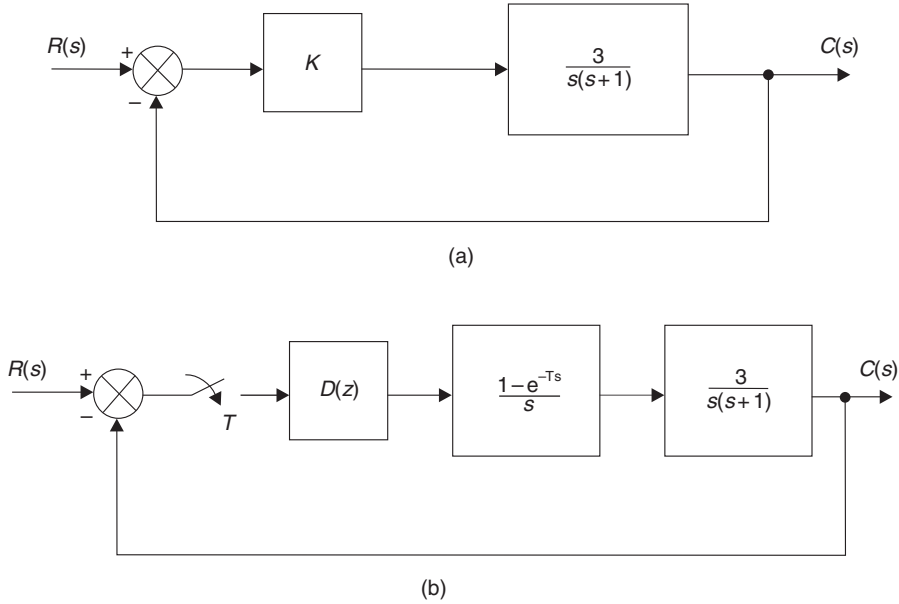 R(s)
+
−
K
3
s(s+1)
C(s)
(a)
R(s)
+
−
T
D(z)
1−e^−Ts
s
3
s(s+1)
C(s)
(b)